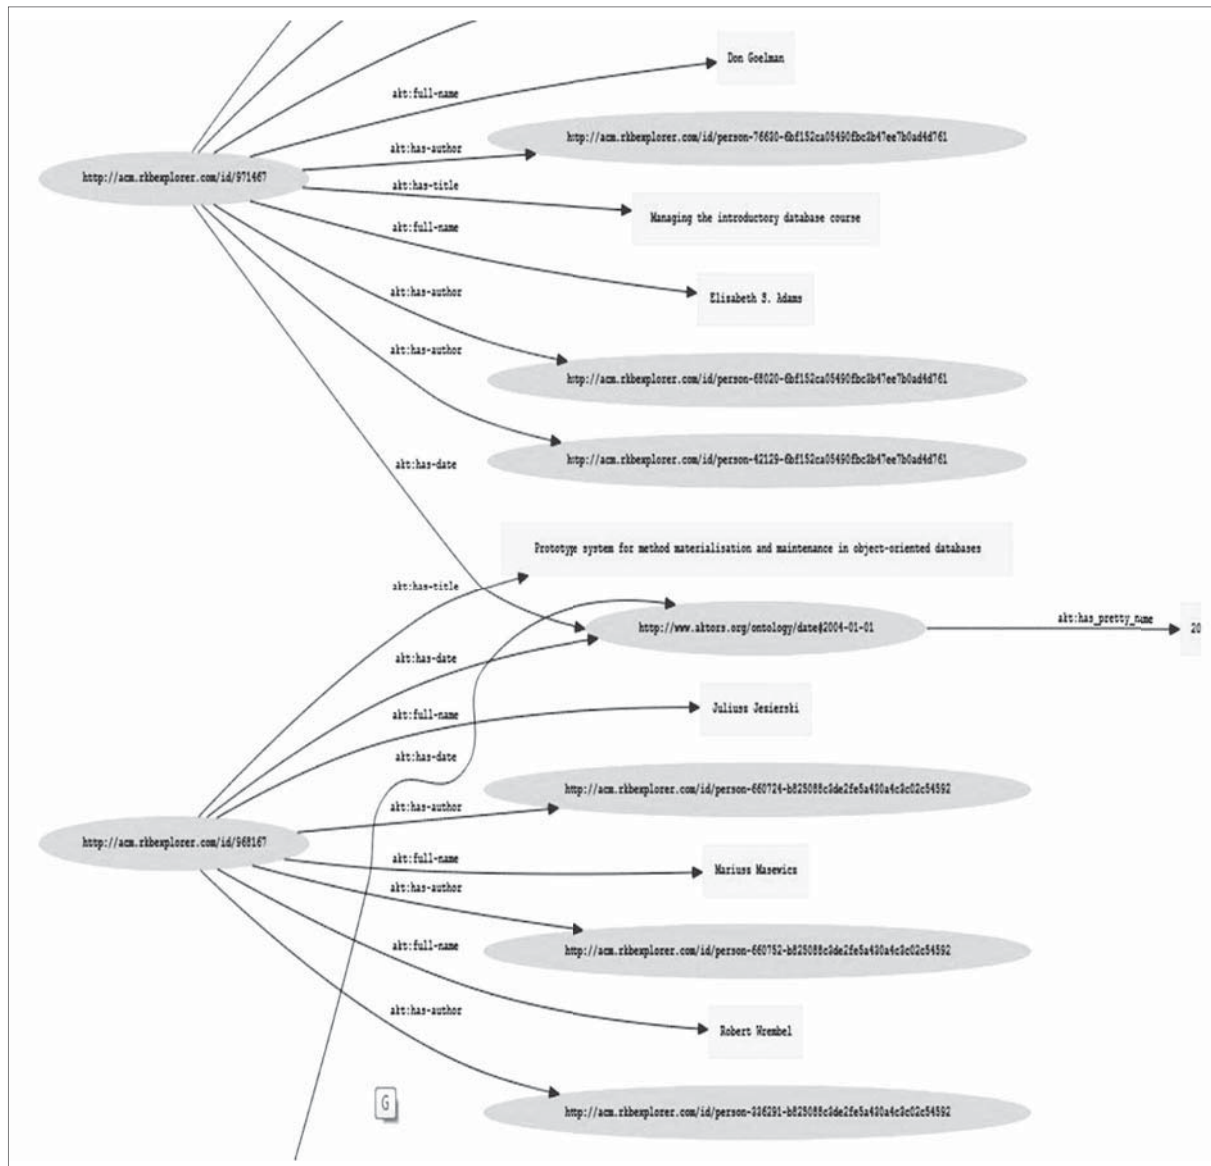 Don Goelman
akt:full-name
http://acm.rkbexplorer.com/id/person-76630-6bf152ca05490fbc3b47ee7b0ad4d761
akt:has-author
http://acm.rkbexplorer.com/id/971467
akt:has-title
Managing the introductory database course
akt:full-name
akt:has-author
Elizabeth S. Adams
akt:has-author
http://acm.rkbexplorer.com/id/person-68020-6bf152ca05490fbc3b47ee7b0ad4d761
http://acm.rkbexplorer.com/id/person-42129-6bf152ca05490fbc3b47ee7b0ad4d761
akt:has-date
Prototype system for method materialisation and maintenance in object-oriented databases
akt:has-title
http://www.aktors.org/ontology/date#2004-01-01
akt:has_pretty_name
20
akt:has-date
Juliusz Jezierski
akt:full-name
akt:has-date
http://acm.rkbexplorer.com/id/person-660724-b825088c3de2fe5a430a4c3c02c54592
akt:has-author
http://acm.rkbexplorer.com/id/968167
akt:full-name
Mariusz Masewicz
akt:has-author
akt:full-name
http://acm.rkbexplorer.com/id/person-660752-b825088c3de2fe5a430a4c3c02c54592
akt:has-author
Robert Wrembel
G
http://acm.rkbexplorer.com/id/person-336291-b825088c3de2fe5a430a4c3c02c54592